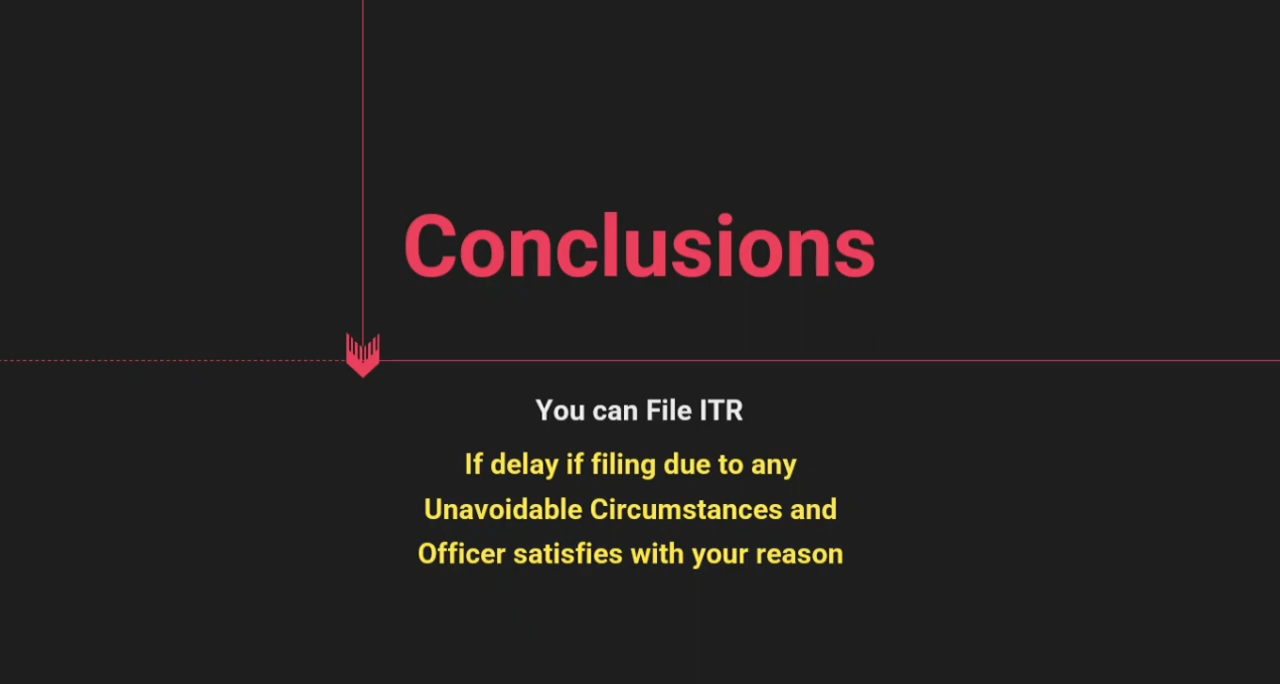 Conclusions
You can File ITR
If delay if filing due to any
Unavoidable Circumstances and
Officer satisfies with your reason